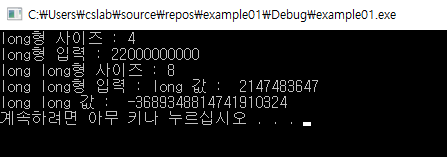 C:\Users\cslab\source\repos\example01\Debug\example01.exe
long형 사이즈 : 4
long형 입력 : 22000000000
long long형 사이즈 : 8
long long형 입력 : long 값 :  2147483647
long long 값 :  -3689348814741910324
계속하려면 아무 키나 누르십시오 . . .